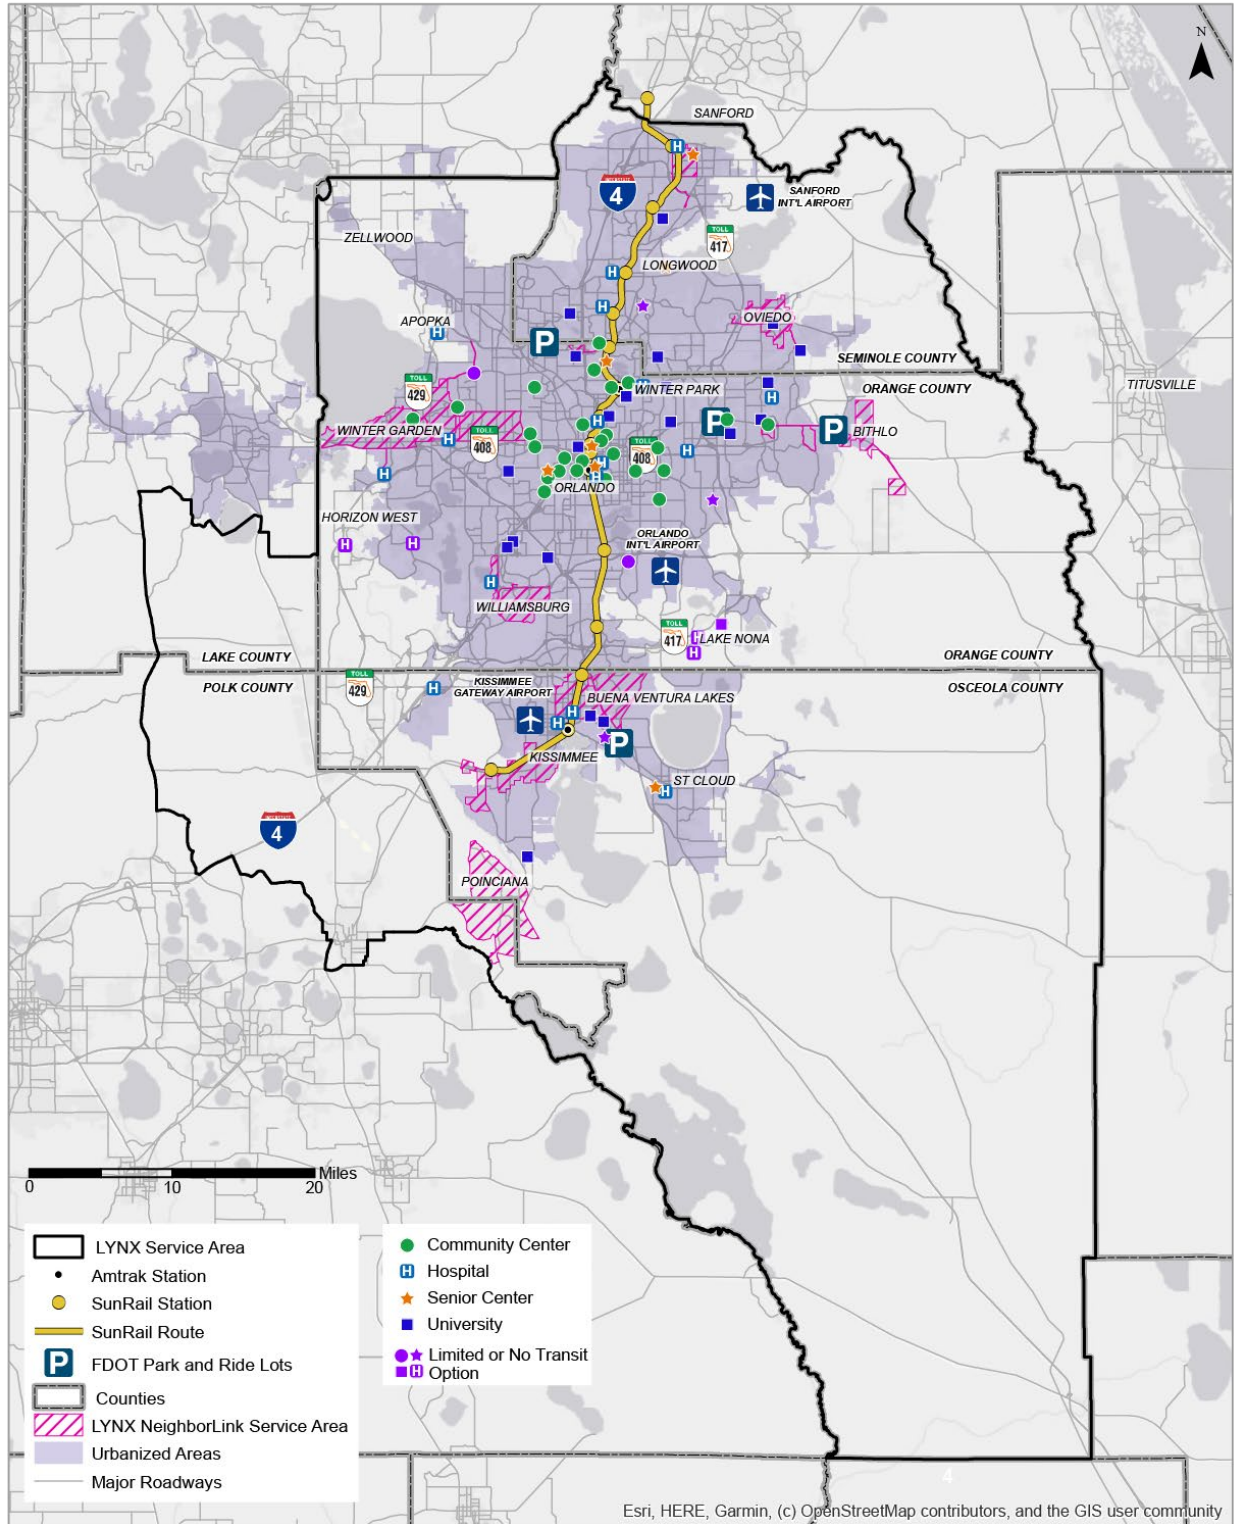 N
SANFORD
INTERSTATE
4
SANFORD
INT'L AIRPORT
TOLL
417
ZELLWOOD
LONGWOOD
H
APOPKA
H
H
OVIEDO
P
SEMINOLE COUNTY
ORANGE COUNTY
TITUSVILLE
TOLL
429
WINTER PARK
H
WINTER GARDEN
TOLL
408
H
P
P
BITHLO
TOLL
408
H
H
H
ORLANDO
HORIZON WEST
H
H
ORLANDO
INT'L AIRPORT
H
WILLIAMSBURG
TOLL
417
H
LAKE NONA
H
LAKE COUNTY
ORANGE COUNTY
POLK COUNTY
OSCEOLA COUNTY
TOLL
429
H
KISSIMMEE
GATEWAY AIRPORT
BUENA VENTURA LAKES
H
H
P
KISSIMMEE
ST CLOUD
H
4
POINCIANA
Miles
0 10 20
LYNX Service Area
Amtrak Station
SunRail Station
SunRail Route
P FDOT Park and Ride Lots
Counties
LYNX NeighborLink Service Area
Urbanized Areas
Major Roadways
Community Center
H Hospital
Senior Center
University
Limited or No Transit
H Option
4
Esri, HERE, Garmin, (c) OpenStreetMap contributors, and the GIS user community